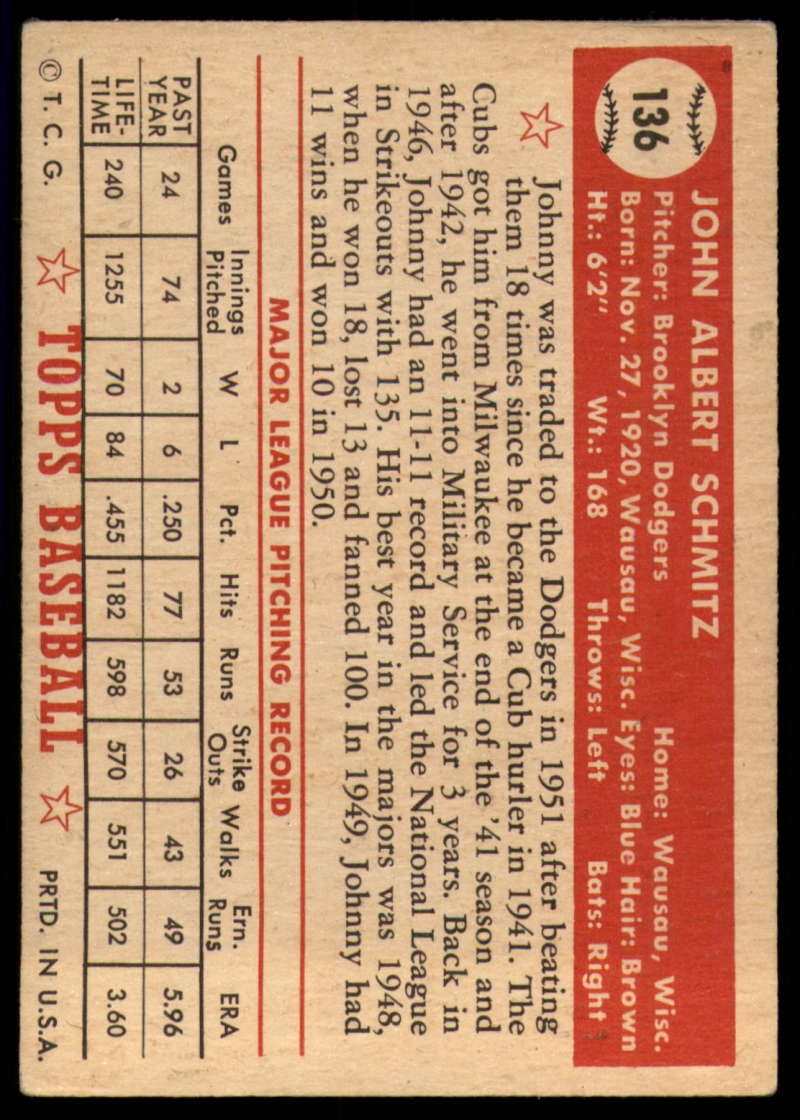 136
JOHN ALBERT SCHMITZ
Pitcher: Brooklyn Dodgers Home: Wausau, Wisc.
Born: Nov. 27, 1920, Wausau, Wisc. Eyes: Blue Hair: Brown
Ht.: 6'2" Wt.: 168 Throws: Left Bats: Right
Johnny was traded to the Dodgers in 1951 after beating
them 18 times since he became a Cub hurler in 1941. The
Cubs got him from Milwaukee at the end of the '41 season and
after 1942, he went into Military Service for 3 years. Back in
1946, Johnny had an 11-11 record and led the National League
in Strikeouts with 135. His best year in the majors was 1948,
when he won 18, lost 13 and fanned 100. In 1949, Johnny had
11 wins and won 10 in 1950.
MAJOR LEAGUE PITCHING RECORD
Games Innings Pitched W L Pct. Hits Runs Strike Outs Walks Ern. Runs ERA
PAST YEAR 24 74 2 6 .250 77 53 26 43 49 5.96
LIFE-TIME 240 1255 70 84 .455 1182 598 570 551 502 3.60
© T. C. G. TOPPS BASEBALL PRTD. IN U.S.A.